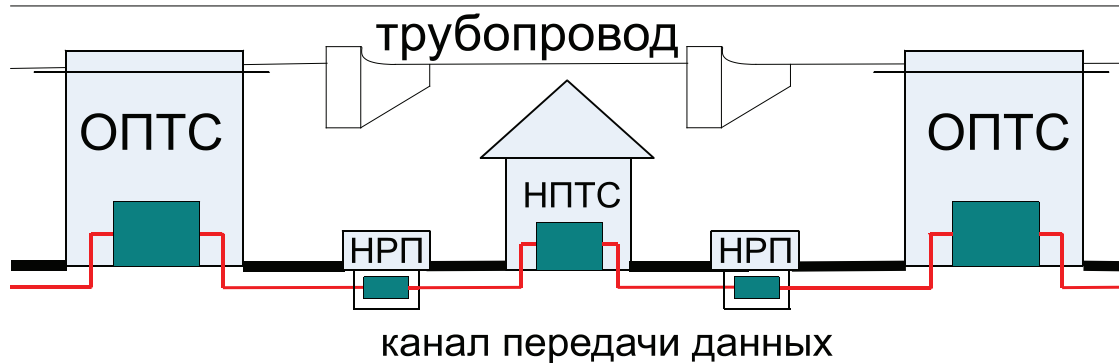 трубопровод
ОПТС
ОПТС
НПТС
НРП
НРП
канал передачи данных